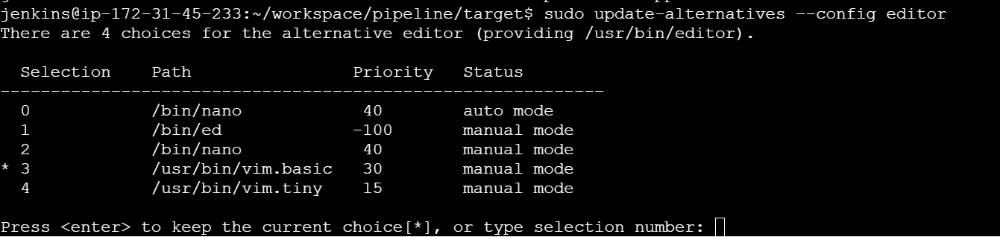 jenkins@ip-172-31-45-233:~/workspace/pipeline/target$ sudo update-alternatives --config editor
There are 4 choices for the alternative editor (providing /usr/bin/editor).

  Selection    Path                Priority   Status
------------------------------------------------------------
  0            /bin/nano            40        auto mode
  1            /bin/ed             -100       manual mode
  2            /bin/nano            40        manual mode
* 3            /usr/bin/vim.basic   30        manual mode
  4            /usr/bin/vim.tiny    15        manual mode

Press <enter> to keep the current choice[*], or type selection number: